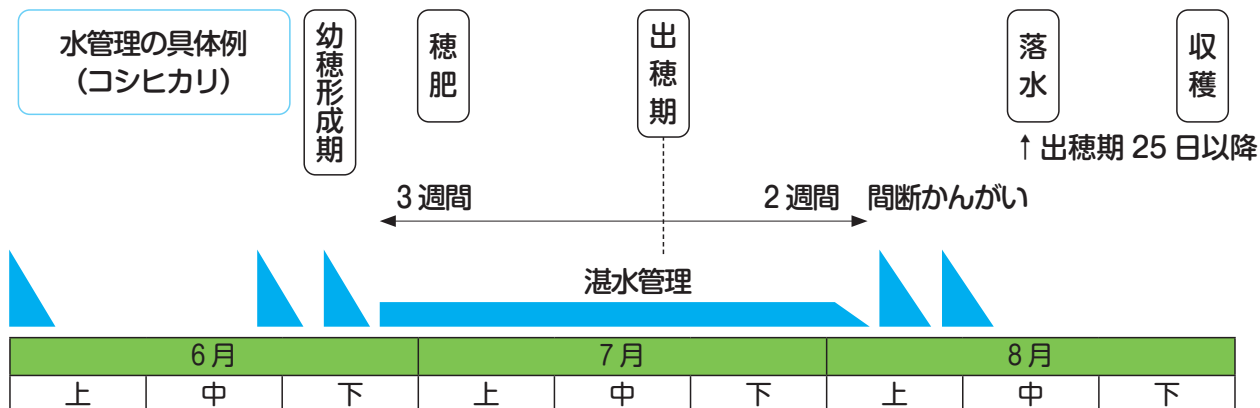 水管理の具体例
（コシヒカリ）
幼穂形成期
穂肥
出穂期
落水
収穫
↑出穂期 25 日以降
3 週間
2 週間
間断かんがい
湛水管理
6 月
7 月
8 月
上
中
下
上
中
下
上
中
下